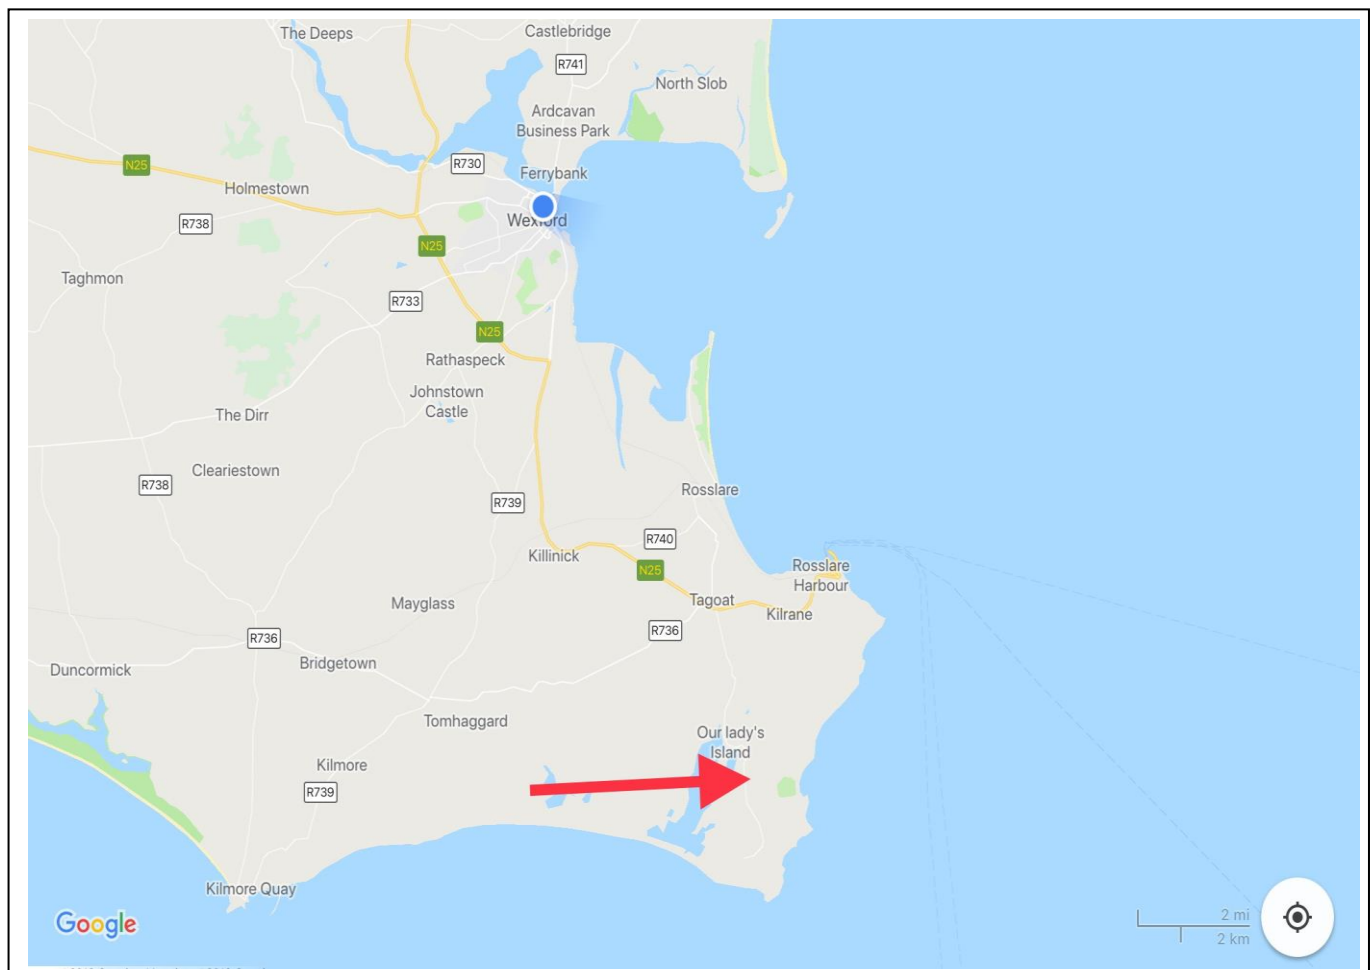 The Deeps
Castlebridge
R741
North Slob
Ardcavan
Business Park
N25
R730
Ferrybank
Holmestown
R738
Wexford
N25
Taghmon
R733
N25
Rathaspeck
Johnstown
Castle
The Dirr
Cleariestown
R738
Rosslare
R739
R740
Killinick
Rosslare
Harbour
N25
Mayglass
Tagoat
Kilrane
R736
R736
Bridgetown
Duncormick
Tomhaggard
Our lady's
Island
Kilmore
R739
Kilmore Quay
Google
2 mi
2 km